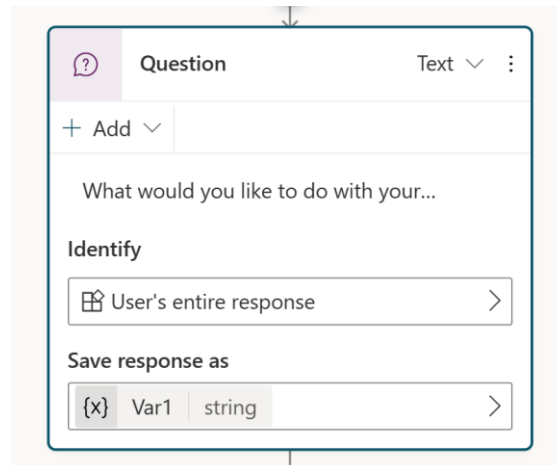 Question Text
Add
What would you like to do with your...
Identify
User's entire response
Save response as
{x} Var1 string